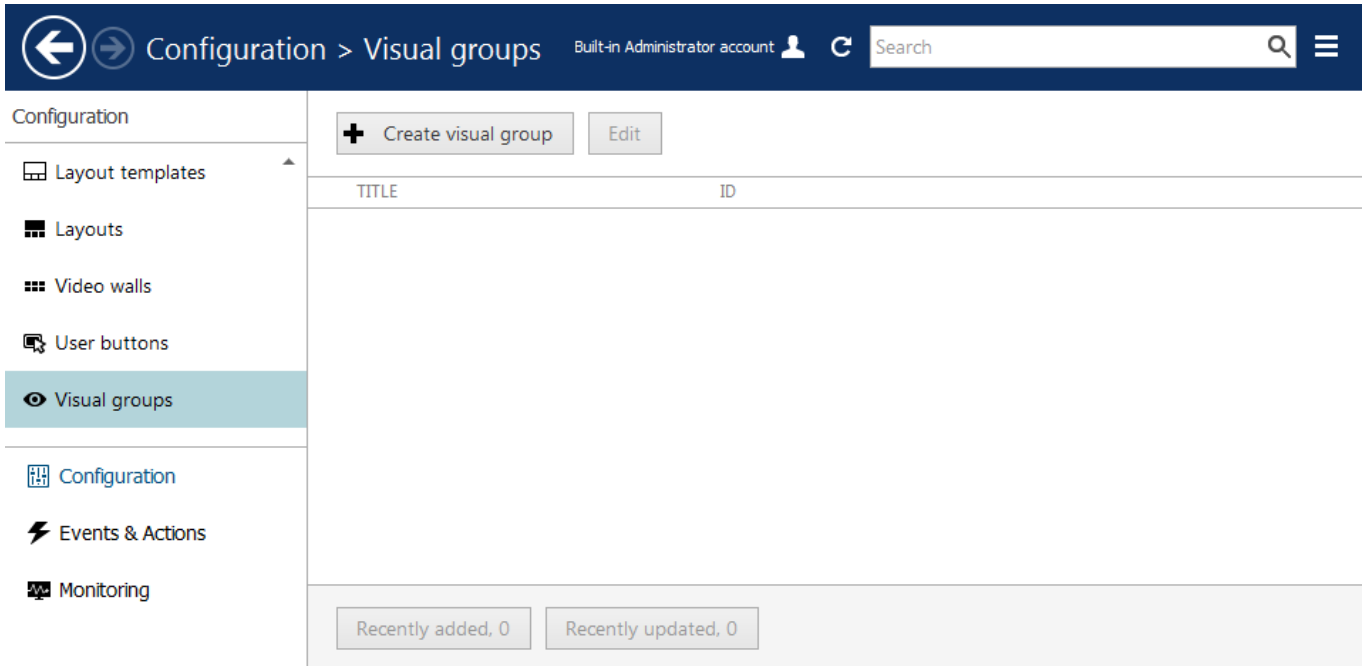 Configuration > Visual groups
Built-in Administrator account
Search
Configuration
Layout templates
Layouts
Video walls
User buttons
Visual groups
Configuration
Events & Actions
Monitoring
Create visual group
Edit
TITLE
ID
Recently added, 0
Recently updated, 0